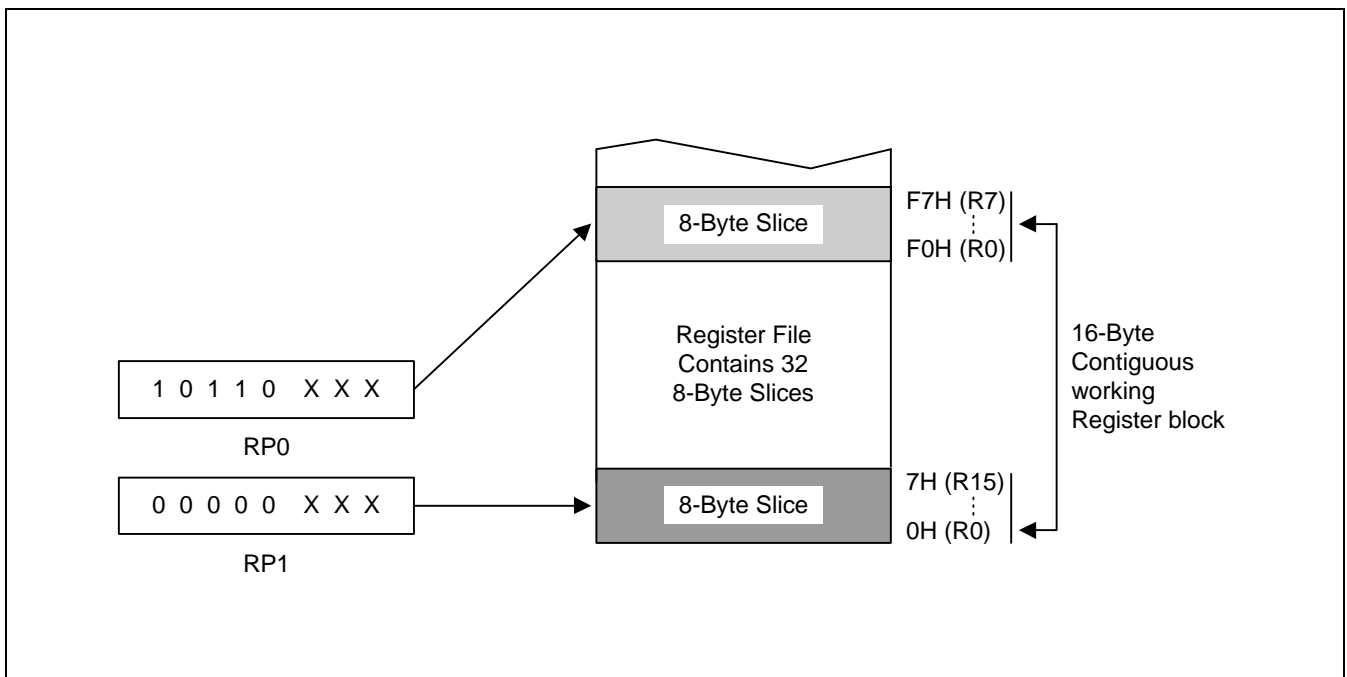 8-Byte Slice
F7H (R7)
F0H (R0)
Register File
Contains 32
8-Byte Slices
16-Byte
Contiguous
working
Register block
1 0 1 1 0 X X X
RP0
0 0 0 0 0 X X X
RP1
8-Byte Slice
7H (R15)
0H (R0)